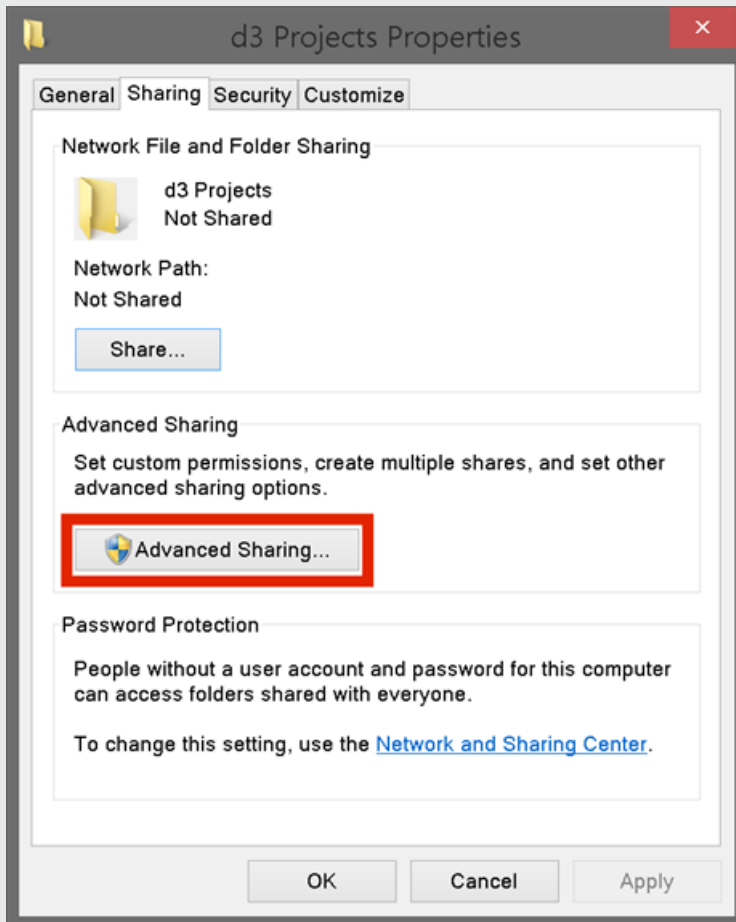 d3 Projects Properties
General
Sharing
Security
Customize
Network File and Folder Sharing
d3 Projects
Not Shared
Network Path:
Not Shared
Share...
Advanced Sharing
Set custom permissions, create multiple shares, and set other
advanced sharing options.
Advanced Sharing...
Password Protection
People without a user account and password for this computer
can access folders shared with everyone.
To change this setting, use the Network and Sharing Center.
OK
Cancel
Apply